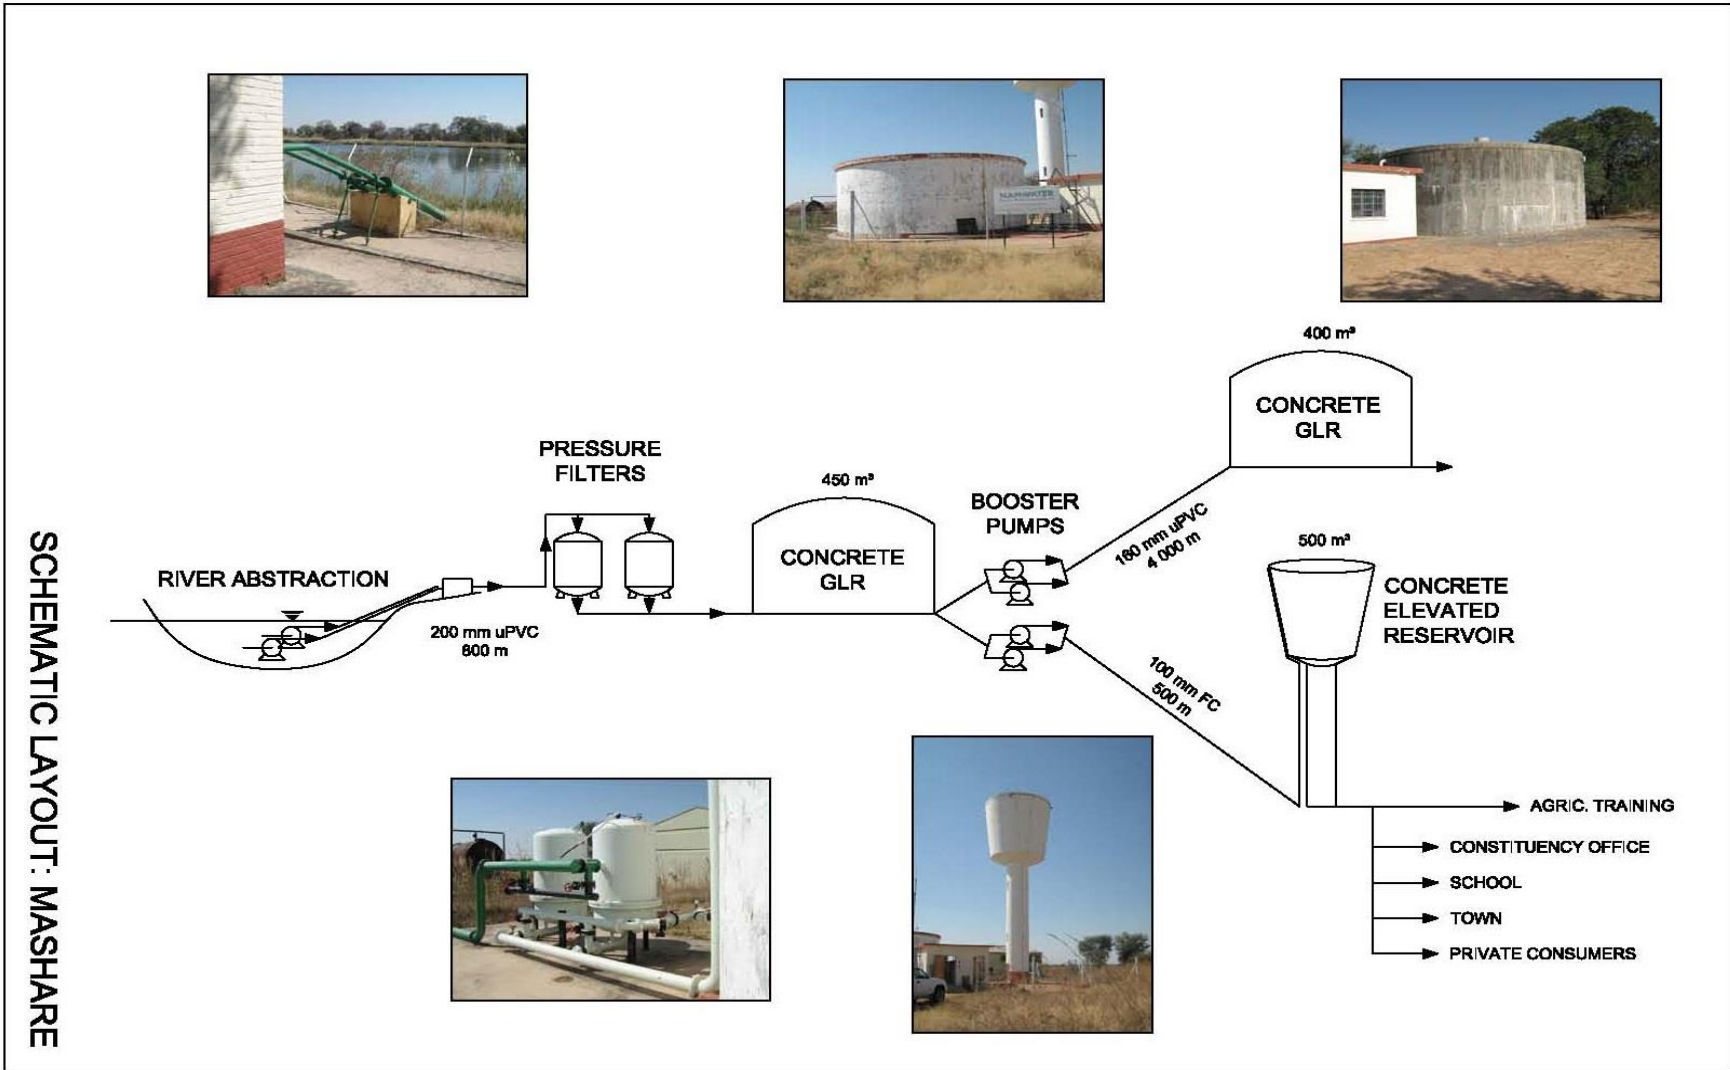 SCHEMATIC LAYOUT: MASHARE
NAMWATER
400 m³
CONCRETE
GLR
PRESSURE
FILTERS
450 m³
CONCRETE
GLR
BOOSTER
PUMPS
160 mm uPVC
4 000 m
500 m³
CONCRETE
ELEVATED
RESERVOIR
RIVER ABSTRACTION
200 mm uPVC
600 m
100 mm FC
500 m
AGRIC. TRAINING
CONSTITUENCY OFFICE
SCHOOL
TOWN
PRIVATE CONSUMERS